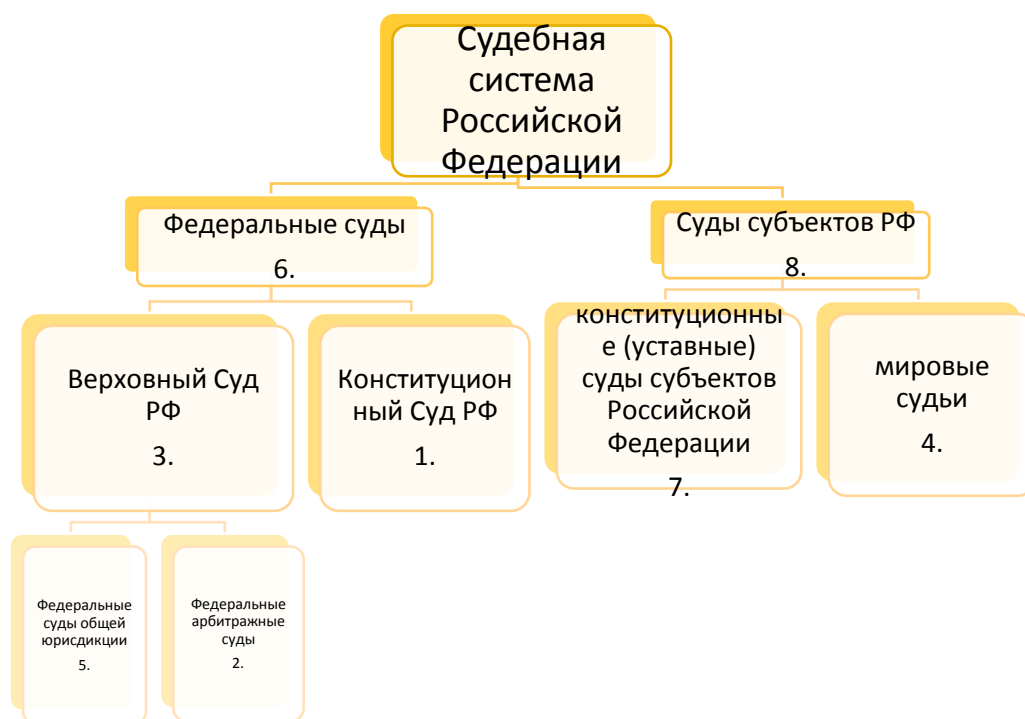 Судебная
система
Российской
Федерации
Федеральные суды
6.
Суды субъектов РФ
8.
Верховный Суд
РФ
3.
Конституцион
ный Суд РФ
1.
конституционны
е (уставные)
суды субъектов
Российской
Федерации
7.
мировые
судьи
4.
Федеральные
суды общей
юрисдикции
5.
Федеральные
арбитражные
суды
2.